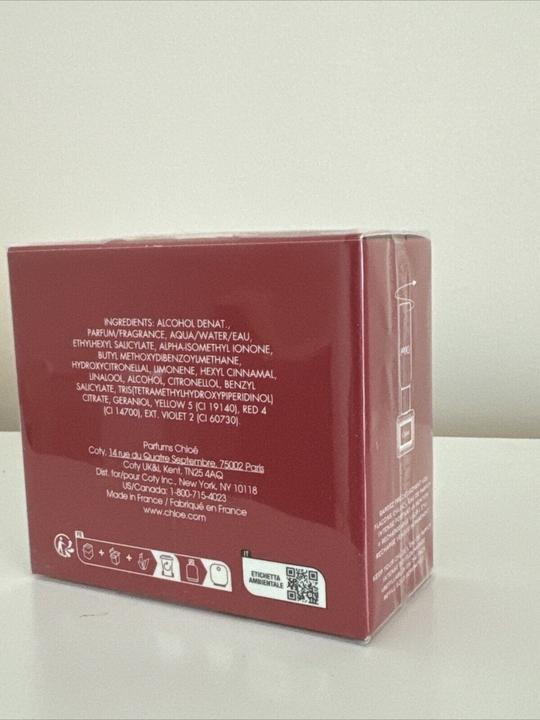 INGREDIENTS: ALCOHOL DENAT.,
PARFUM/FRAGRANCE, AQUA/WATER/EAU,
ETHYLHEXYL SALICYLATE, ALPHA-ISOMETHYL IONONE,
BUTYL METHOXYDIBENZOYLMETHANE,
HYDROXYCITRONELLAL, LIMONENE, HEXYL CINNAMAL,
LINALOOL, ALCOHOL, CITRONELLOL, BENZYL
SALICYLATE, TRIS(TETRAMETHYLHYDROXYPIPERIDINOL)
CITRATE, GERANIOL, YELLOW 5 (CI 19140), RED 4
(CI 14700), EXT. VIOLET 2 (CI 60730).
Parfums Chloé
Coty, 14 rue du Quatre Septembre, 75002 Paris
Coty UK&I, Kent, TN25 4AQ
Dist. for/pour Coty Inc., New York, NY 10118
US/Canada: 1-800-715-4023
Made in France / Fabriqué en France
www.chloe.com
FR
IT
ETICHETTA
AMBIENTALE